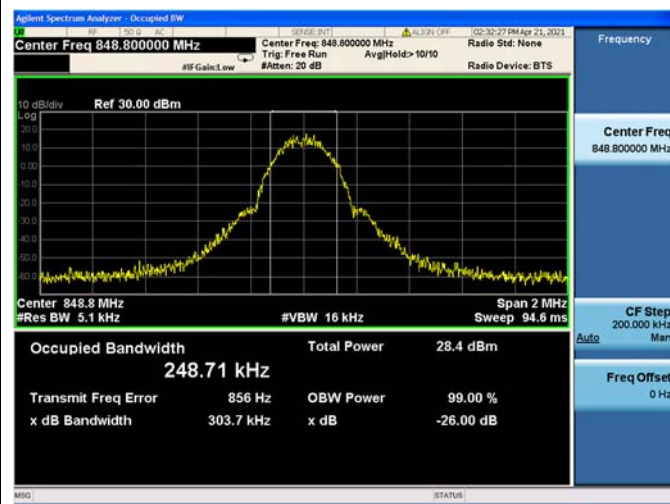 Agilent Spectrum Analyzer - Occupied BW
RF 50 Ω AC SENSE:INT ALIGN OFF 02:32:27 PM Apr 21, 2021
Center Freq 848.800000 MHz Center Freq: 848.800000 MHz Radio Std: None
Trig: Free Run Avg|Hold:> 10/10
#IFGain:Low #Atten: 20 dB Radio Device: BTS
Frequency
10 dB/div Ref 30.00 dBm
Log
20.0
10.0
0.00
-10.0
-20.0
-30.0
-40.0
-50.0
-60.0
Center 848.8 MHz Span 2 MHz
#Res BW 5.1 kHz #VBW 16 kHz Sweep 94.6 ms
Occupied Bandwidth Total Power 28.4 dBm
248.71 kHz
Transmit Freq Error 856 Hz OBW Power 99.00 %
x dB Bandwidth 303.7 kHz x dB -26.00 dB
Center Freq
848.800000 MHz
CF Step
200.000 kHz
Auto Man
Freq Offset
0 Hz
MSG STATUS